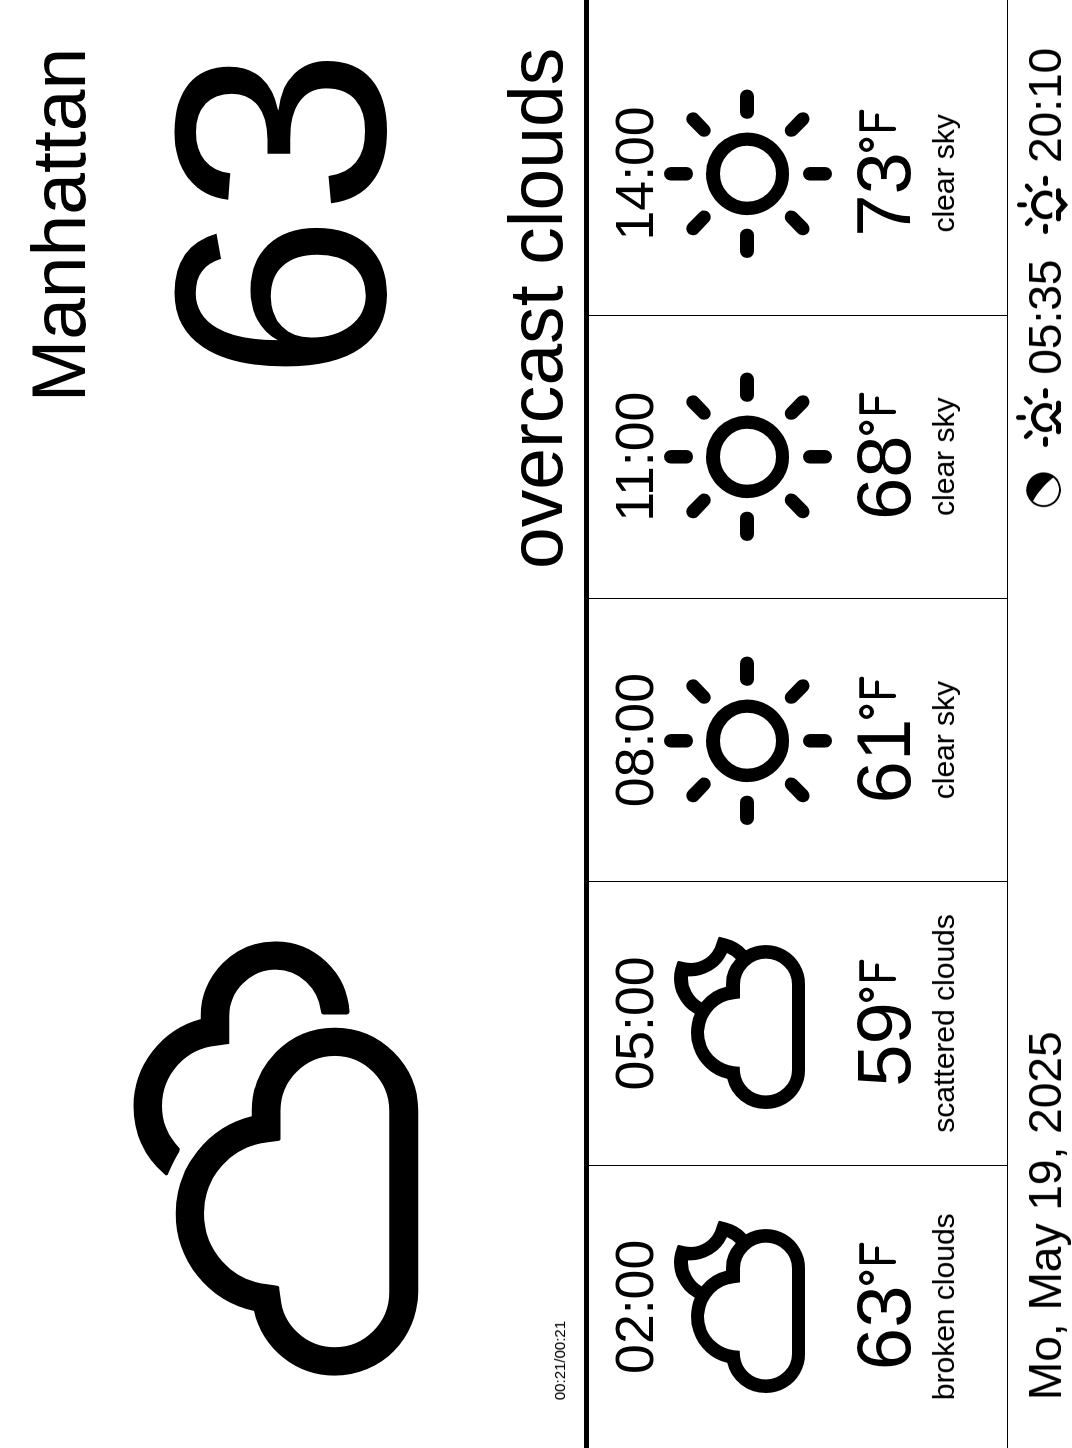 Manhattan
63
overcast clouds
00:21/00:21
02:00 05:00 08:00 11:00 14:00
63°F 59°F 61°F 68°F 73°F
broken clouds scattered clouds clear sky clear sky clear sky
Mo, May 19, 2025 05:35 20:10